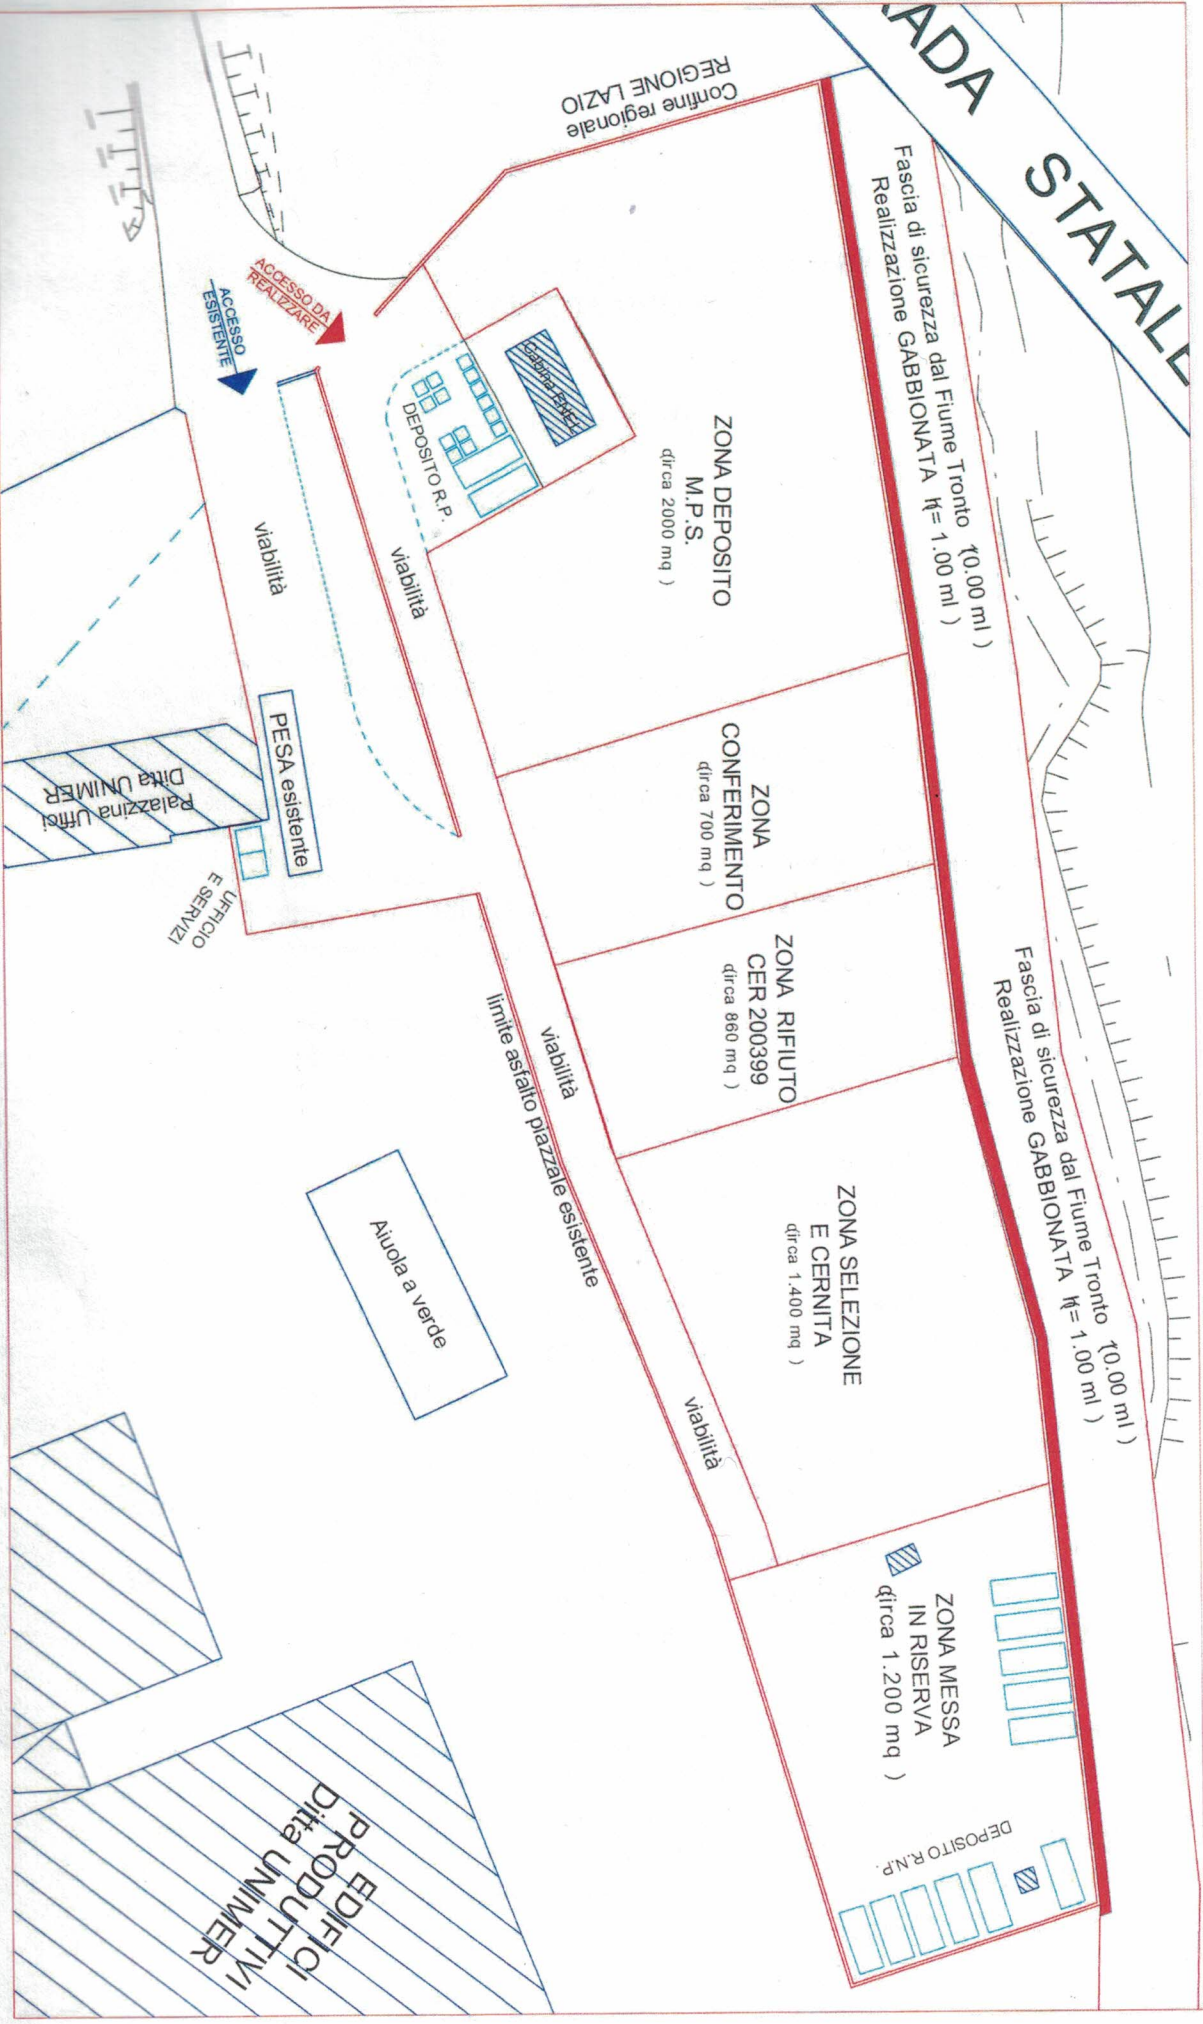 STRADA STATALE
Confine regionale
REGIONE LAZIO
Fascia di sicurezza dal Fiume Tronto (10.00 ml )
Realizzazione GABBIONATA (h= 1.00 ml )
ACCESSO DA
REALIZZARE
ACCESSO
ESISTENTE
Cabina ENEL
DEPOSITO R.P.
ZONA DEPOSITO
M.P.S.
(circa 2000 mq )
viabilità
viabilità
ZONA
CONFERIMENTO
(circa 700 mq )
PESA esistente
Palazzina Uffici
Ditta UNIMER
UFFICIO
E SERVIZI
ZONA RIFIUTO
CER 200399
(circa 860 mq )
Fascia di sicurezza dal Fiume Tronto (10.00 ml )
Realizzazione GABBIONATA (h= 1.00 ml )
viabilità
limite asfalto piazzale esistente
ZONA SELEZIONE
E CERNITA
(circa 1.400 mq )
Aiuola a verde
viabilità
ZONA MESSA
IN RISERVA
(circa 1.200 mq )
DEPOSITO R.N.P.
EDIFICI
PRODUTTIVI
Ditta UNIMER